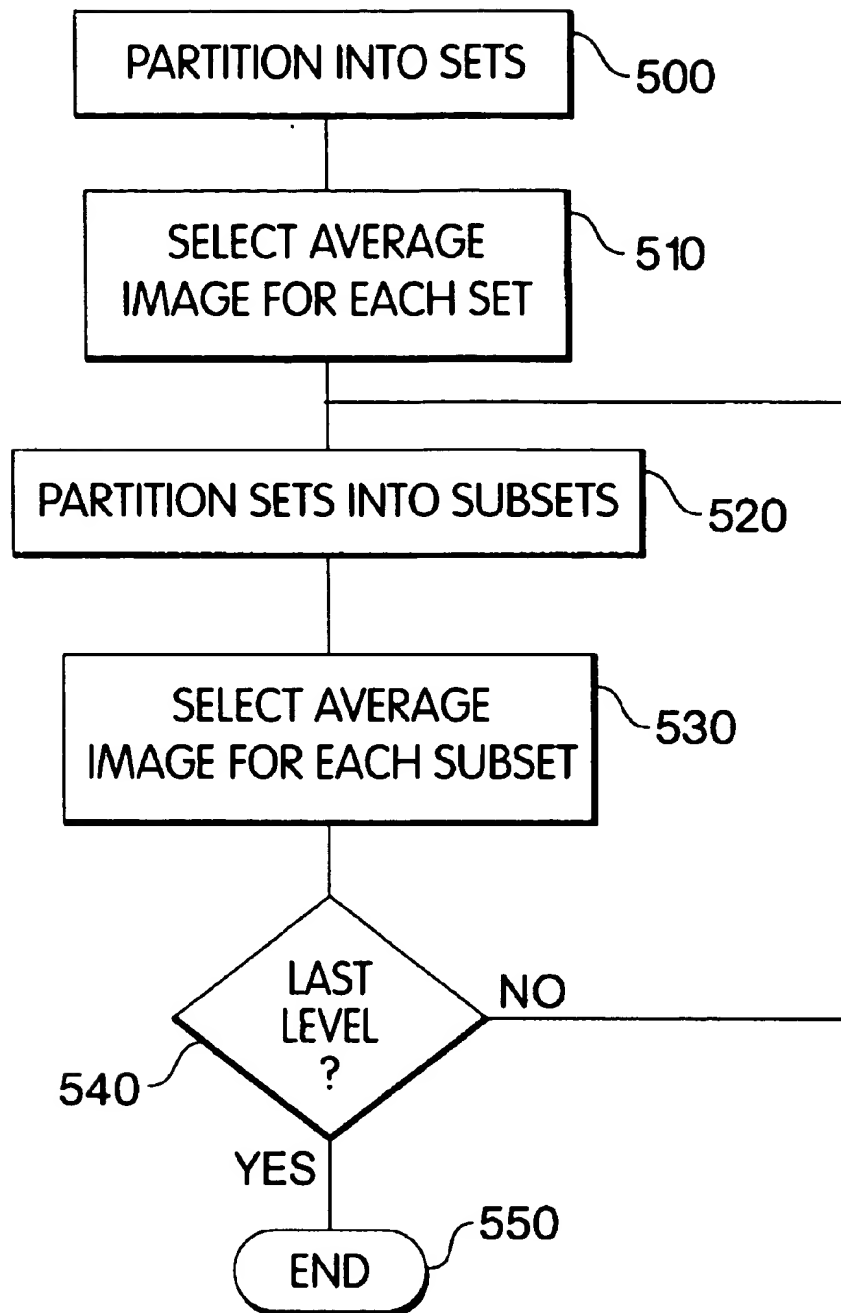 PARTITION INTO SETS
500
SELECT AVERAGE
IMAGE FOR EACH SET
510
PARTITION SETS INTO SUBSETS
520
SELECT AVERAGE
IMAGE FOR EACH SUBSET
530
LAST
LEVEL
?
NO
540
YES
END
550